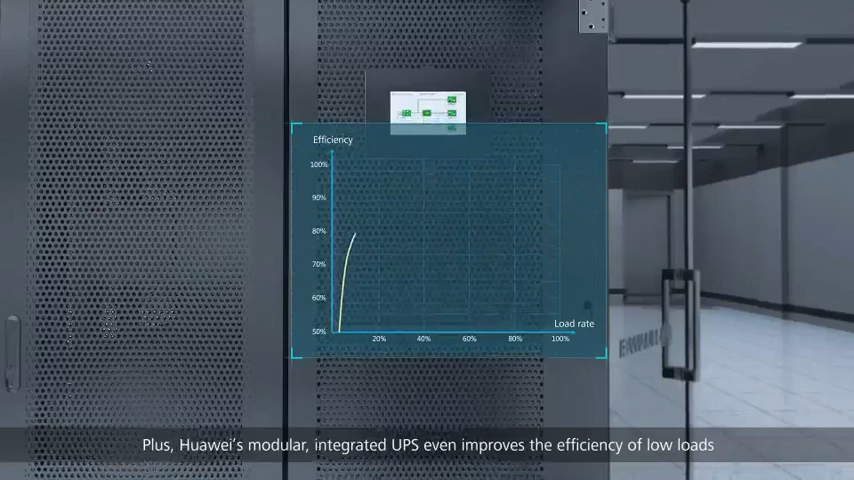 Efficiency
100%
90%
80%
70%
60%
50%
Load rate
20% 40% 60% 80% 100%
Plus, Huawei's modular, integrated UPS even improves the efficiency of low loads